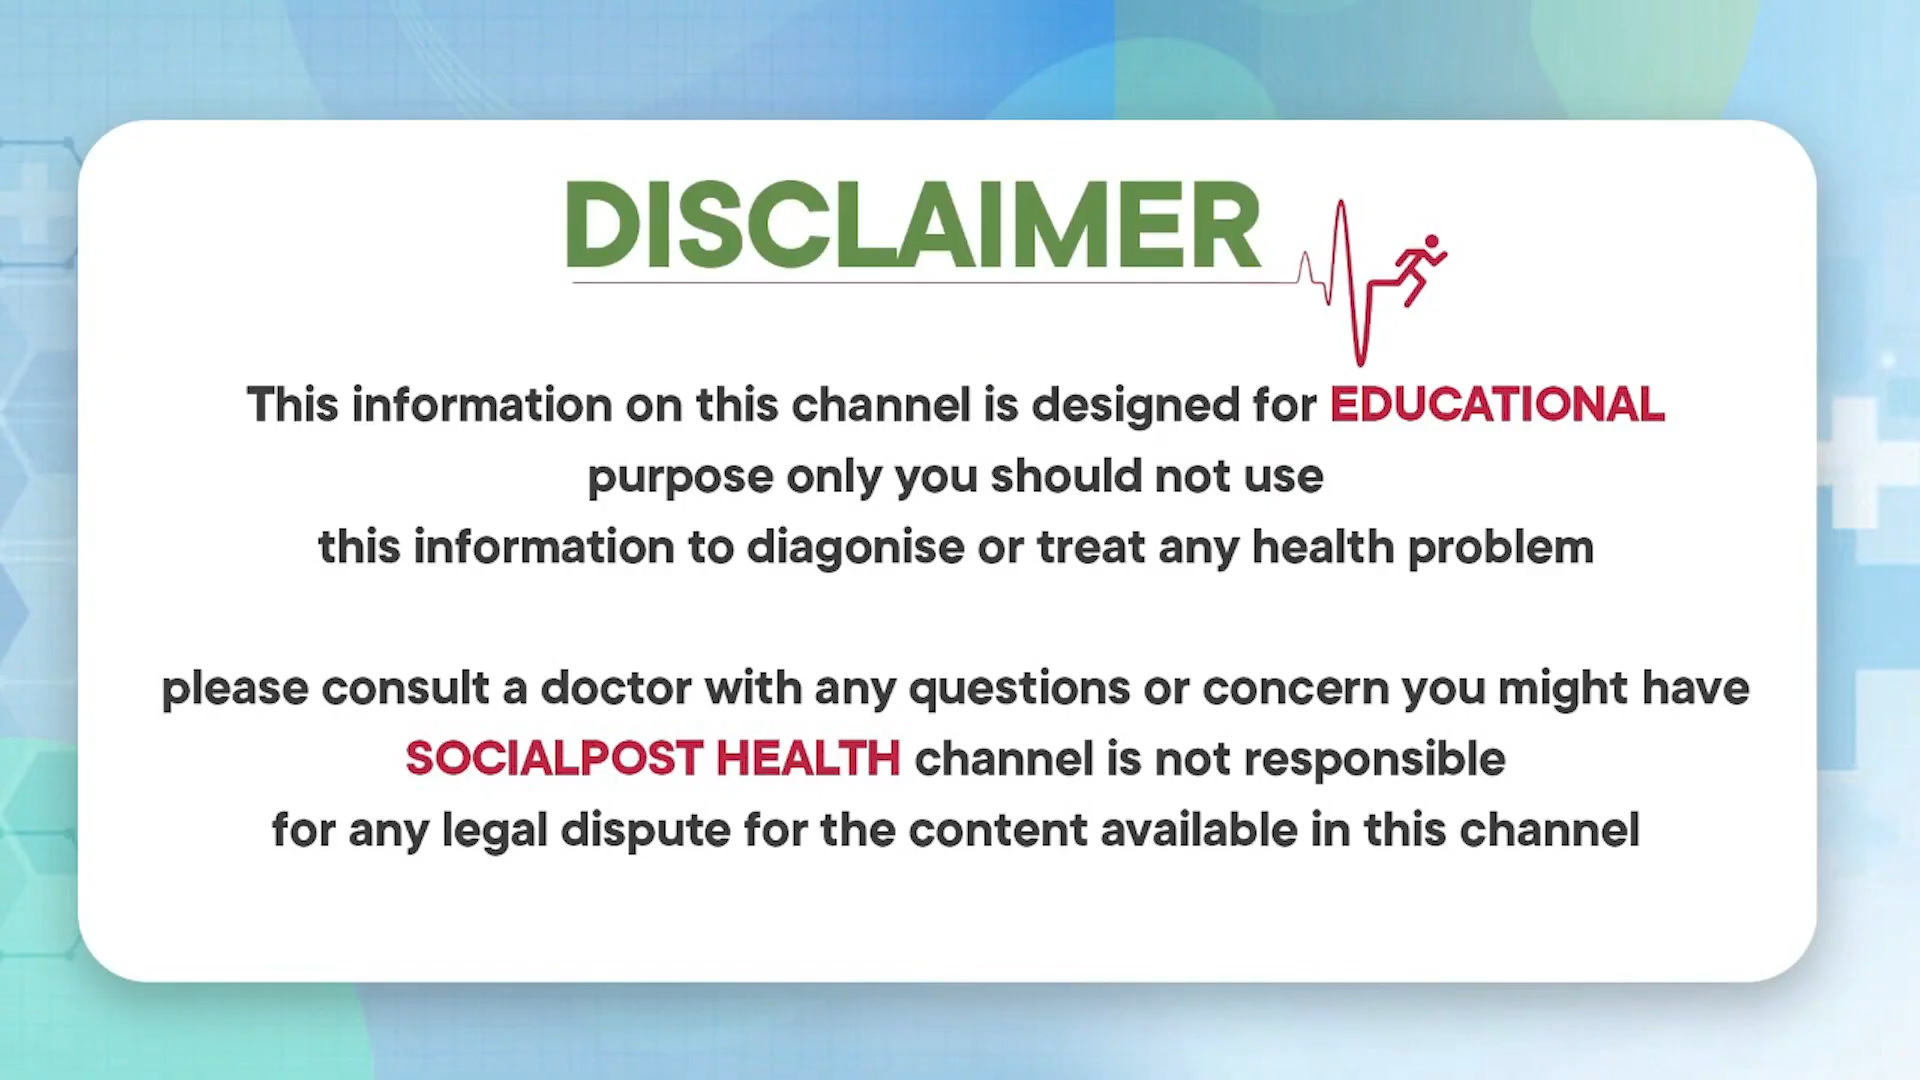 DISCLAIMER
This information on this channel is designed for EDUCATIONAL
purpose only you should not use
this information to diagonise or treat any health problem
please consult a doctor with any questions or concern you might have
SOCIALPOST HEALTH channel is not responsible
for any legal dispute for the content available in this channel